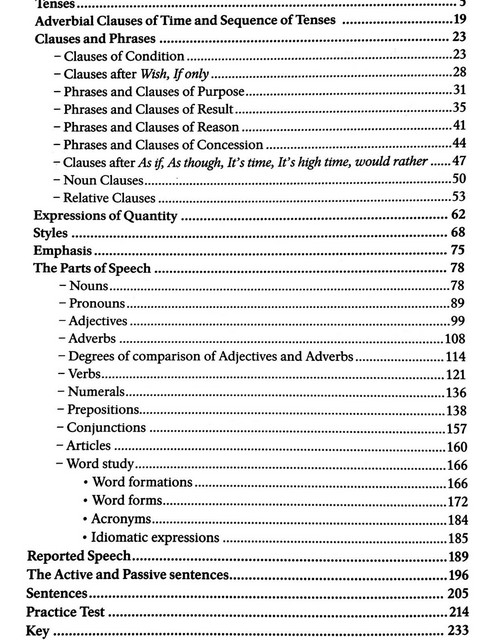 Tenses........5
Adverbial Clauses of Time and Sequence of Tenses ........19
Clauses and Phrases ........23
– Clauses of Condition ........23
– Clauses after Wish, If only ........28
– Phrases and Clauses of Purpose........31
– Phrases and Clauses of Result........35
– Phrases and Clauses of Reason ........41
– Phrases and Clauses of Concession ........44
– Clauses after As if, As though, It's time, It's high time, would rather ......47
– Noun Clauses........50
– Relative Clauses ........53
Expressions of Quantity ........62
Styles ........68
Emphasis........75
The Parts of Speech ........78
– Nouns........78
– Pronouns........89
– Adjectives ........99
– Adverbs ........108
– Degrees of comparison of Adjectives and Adverbs........114
– Verbs........121
– Numerals........136
– Prepositions........138
– Conjunctions ........157
– Articles ........160
– Word study........166
• Word formations ........166
• Word forms........172
• Acronyms........184
• Idiomatic expressions ........185
Reported Speech........189
The Active and Passive sentences........196
Sentences........205
Practice Test ........214
Key ........233